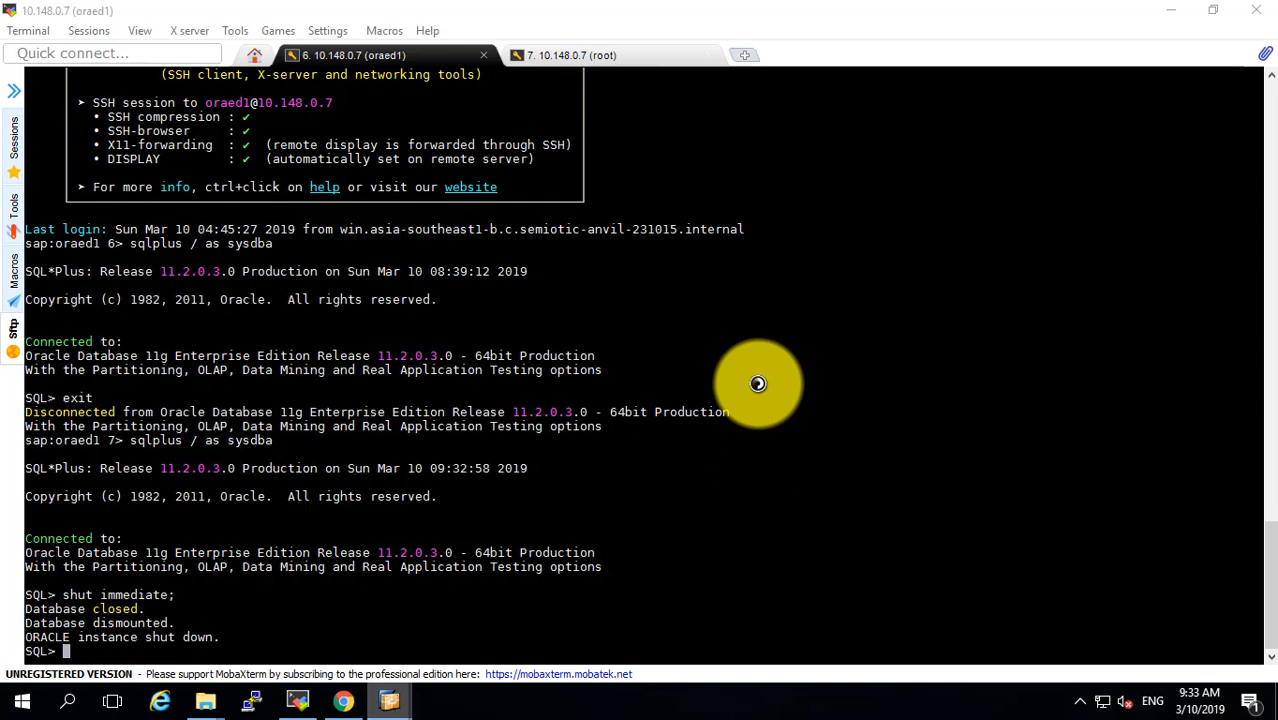 10.148.0.7 (oraed1)
Terminal Sessions View X server Tools Games Settings Macros Help
Quick connect...
6. 10.148.0.7 (oraed1)
7. 10.148.0.7 (root)
Sessions
Tools
Macros
Sftp
(SSH client, X-server and networking tools)
➤ SSH session to oraed1@10.148.0.7
• SSH compression : ✔
• SSH-browser : ✔
• X11-forwarding : ✔ (remote display is forwarded through SSH)
• DISPLAY : ✔ (automatically set on remote server)
➤ For more info, ctrl+click on help or visit our website
Last login: Sun Mar 10 04:45:27 2019 from win.asia-southeast1-b.c.semiotic-anvil-231015.internal
sap:oraed1 6> sqlplus / as sysdba
SQL*Plus: Release 11.2.0.3.0 Production on Sun Mar 10 08:39:12 2019
Copyright (c) 1982, 2011, Oracle. All rights reserved.
Connected to:
Oracle Database 11g Enterprise Edition Release 11.2.0.3.0 - 64bit Production
With the Partitioning, OLAP, Data Mining and Real Application Testing options
SQL> exit
Disconnected from Oracle Database 11g Enterprise Edition Release 11.2.0.3.0 - 64bit Production
With the Partitioning, OLAP, Data Mining and Real Application Testing options
sap:oraed1 7> sqlplus / as sysdba
SQL*Plus: Release 11.2.0.3.0 Production on Sun Mar 10 09:32:58 2019
Copyright (c) 1982, 2011, Oracle. All rights reserved.
Connected to:
Oracle Database 11g Enterprise Edition Release 11.2.0.3.0 - 64bit Production
With the Partitioning, OLAP, Data Mining and Real Application Testing options
SQL> shut immediate;
Database closed.
Database dismounted.
ORACLE instance shut down.
SQL>
UNREGISTERED VERSION - Please support MobaXterm by subscribing to the professional edition here: https://mobaxterm.mobatek.net
ENG
9:33 AM
3/10/2019
1